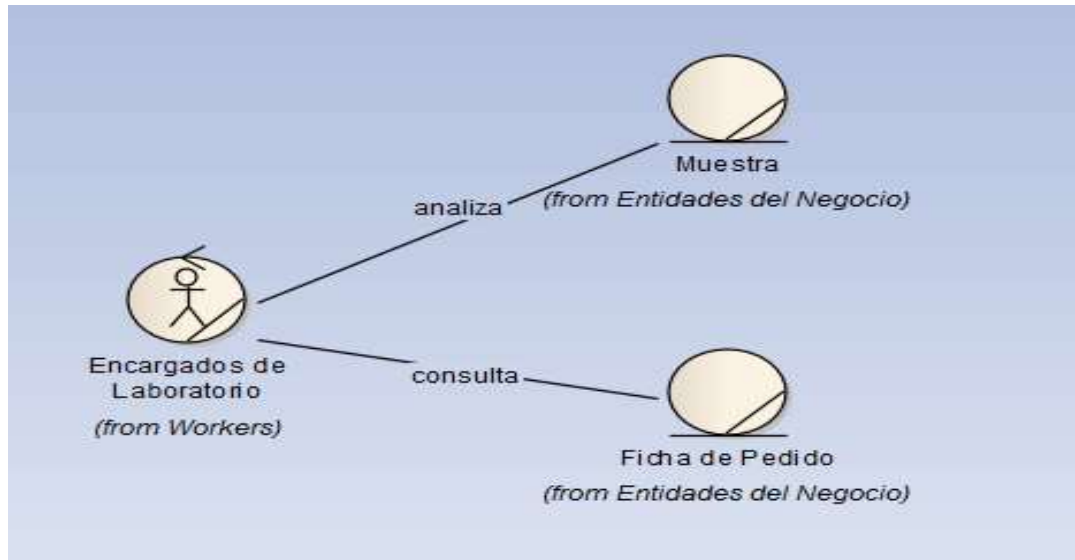 Muestra
(from Entidades del Negocio)
analiza
Encargados de
Laboratorio
(from Workers)
consulta
Ficha de Pedido
(from Entidades del Negocio)